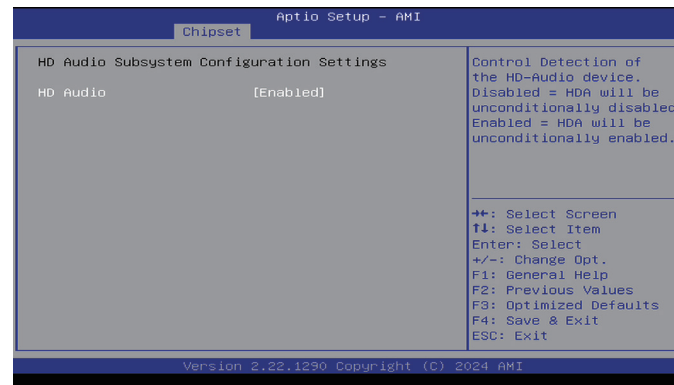 Aptio Setup - AMI
Chipset
HD Audio Subsystem Configuration Settings
HD Audio [Enabled]
Control Detection of
the HD-Audio device.
Disabled = HDA will be
unconditionally disabled
Enabled = HDA will be
unconditionally enabled.
→←: Select Screen
↑↓: Select Item
Enter: Select
+/-: Change Opt.
F1: General Help
F2: Previous Values
F3: Optimized Defaults
F4: Save & Exit
ESC: Exit
Version 2.22.1290 Copyright (C) 2024 AMI